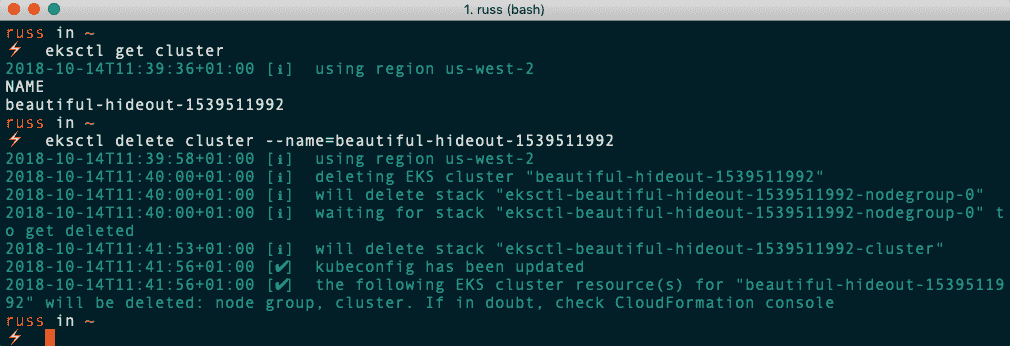 1. russ (bash)
russ in ~
⚡ eksctl get cluster
2018-10-14T11:39:36+01:00 [ℹ]  using region us-west-2
NAME
beautiful-hideout-1539511992
russ in ~
⚡ eksctl delete cluster --name=beautiful-hideout-1539511992
2018-10-14T11:39:58+01:00 [ℹ]  using region us-west-2
2018-10-14T11:40:00+01:00 [ℹ]  deleting EKS cluster "beautiful-hideout-1539511992"
2018-10-14T11:40:00+01:00 [ℹ]  will delete stack "eksctl-beautiful-hideout-1539511992-nodegroup-0"
2018-10-14T11:40:00+01:00 [ℹ]  waiting for stack "eksctl-beautiful-hideout-1539511992-nodegroup-0" t
o get deleted
2018-10-14T11:41:53+01:00 [ℹ]  will delete stack "eksctl-beautiful-hideout-1539511992-cluster"
2018-10-14T11:41:56+01:00 [✔]  kubeconfig has been updated
2018-10-14T11:41:56+01:00 [✔]  the following EKS cluster resource(s) for "beautiful-hideout-15395119
92" will be deleted: node group, cluster. If in doubt, check CloudFormation console
russ in ~
⚡